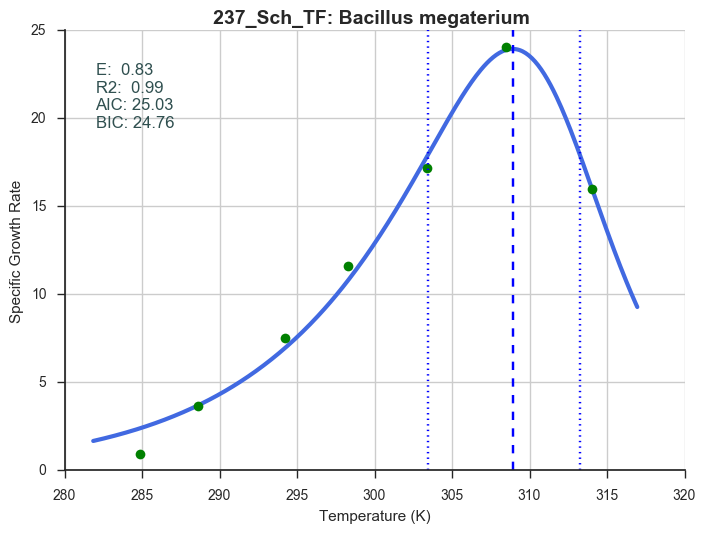 237_Sch_TF: Bacillus megaterium
E:  0.83
R2:  0.99
AIC: 25.03
BIC: 24.76
Specific Growth Rate
25
20
15
10
5
0
280 285 290 295 300 305 310 315 320
Temperature (K)